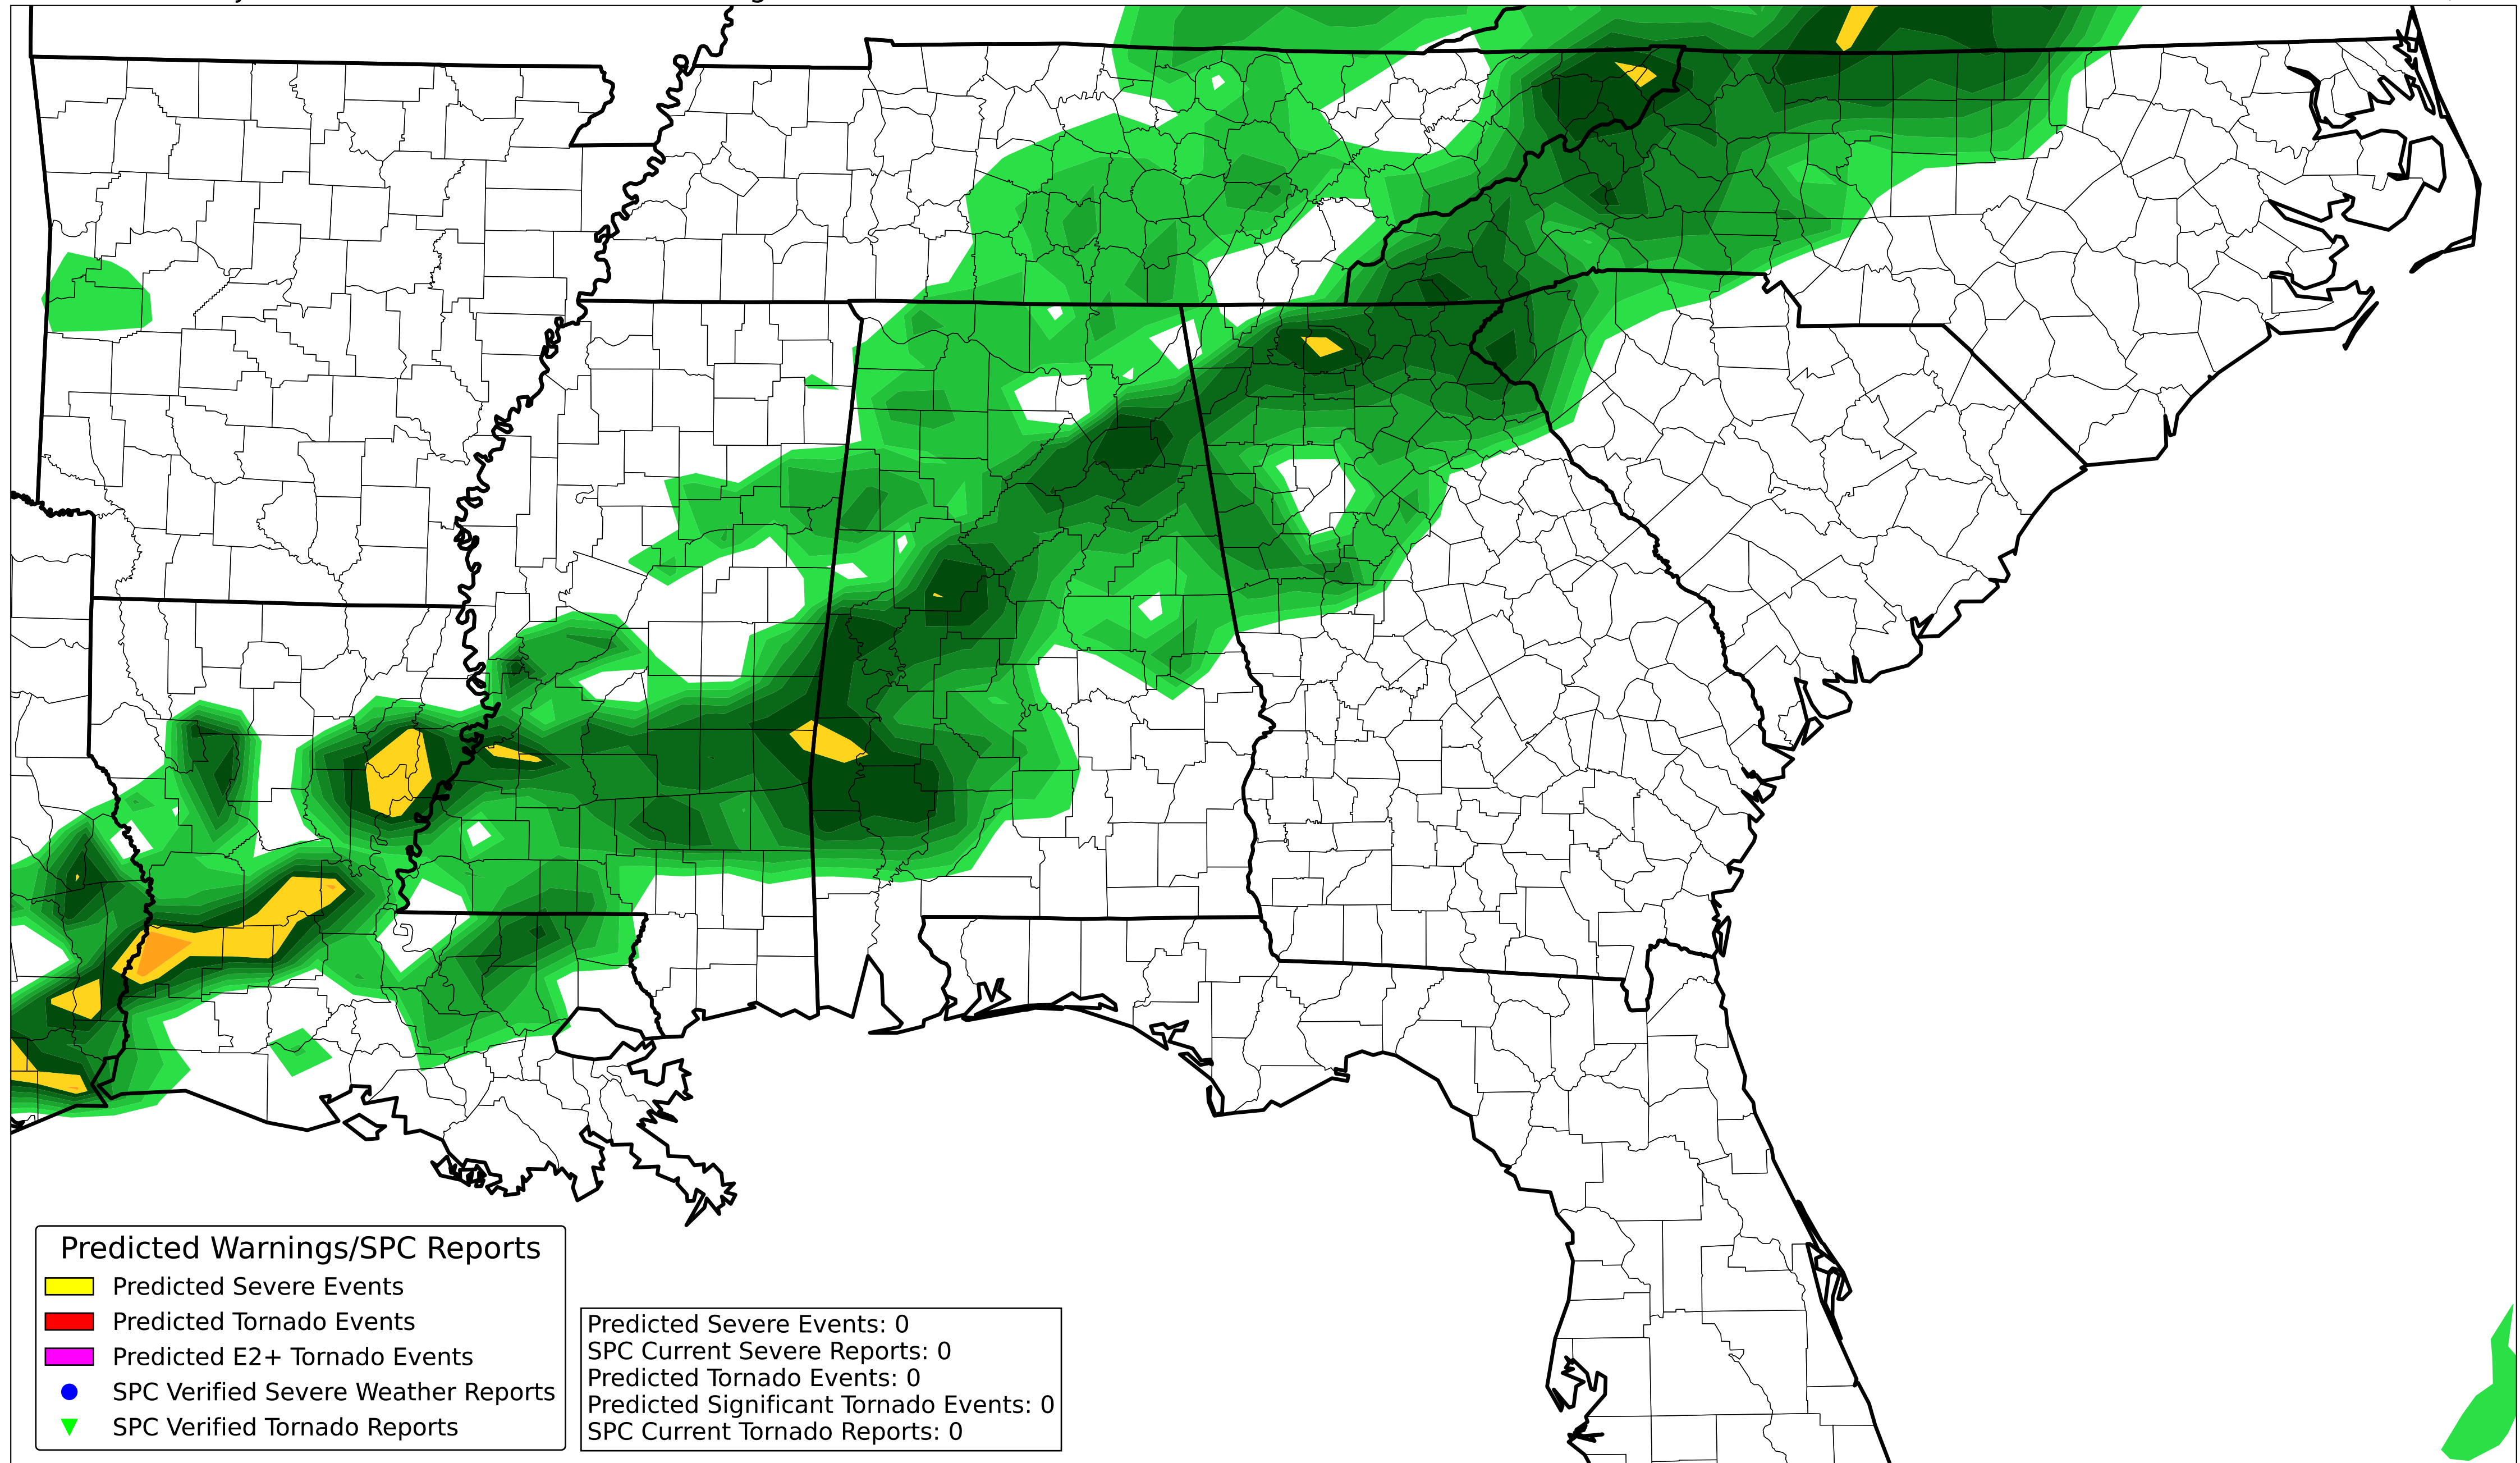 Predicted Warnings/SPC Reports
Predicted Severe Events
Predicted Tornado Events
Predicted E2+ Tornado Events
SPC Verified Severe Weather Reports
SPC Verified Tornado Reports
Predicted Severe Events: 0
SPC Current Severe Reports: 0
Predicted Tornado Events: 0
Predicted Significant Tornado Events: 0
SPC Current Tornado Reports: 0